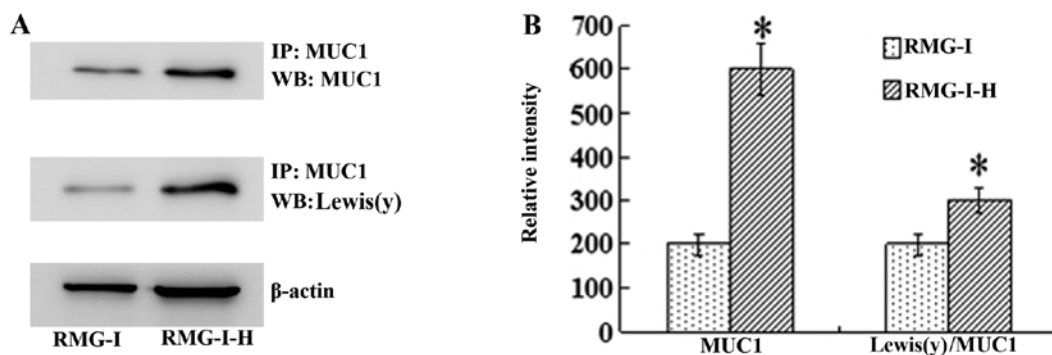 A
IP: MUC1
WB: MUC1
IP: MUC1
WB:Lewis(y)
β-actin
RMG-I RMG-I-H
B
Relative intensity
700
600
500
400
300
200
100
0
*
*
RMG-I
RMG-I-H
MUC1 Lewis(y)/MUC1